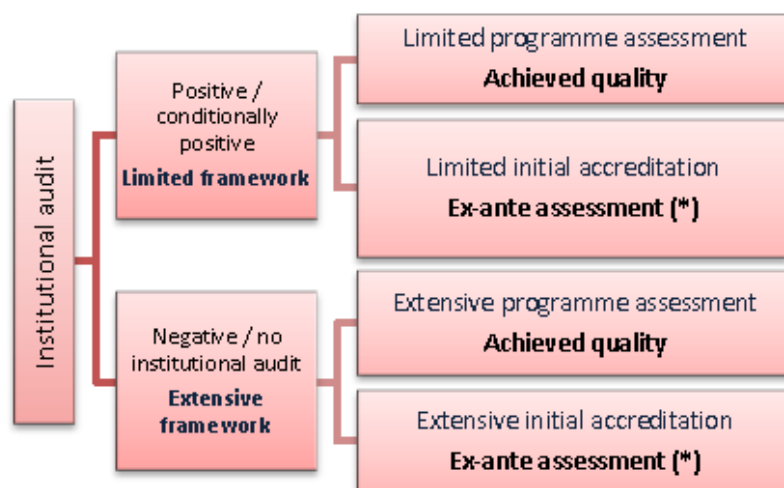 Institutional audit
Positive /
conditionally
positive
Limited framework
Limited programme assessment
Achieved quality
Limited initial accreditation
Ex-ante assessment (*)
Negative / no
institutional audit
Extensive
framework
Extensive programme assessment
Achieved quality
Extensive initial accreditation
Ex-ante assessment (*)